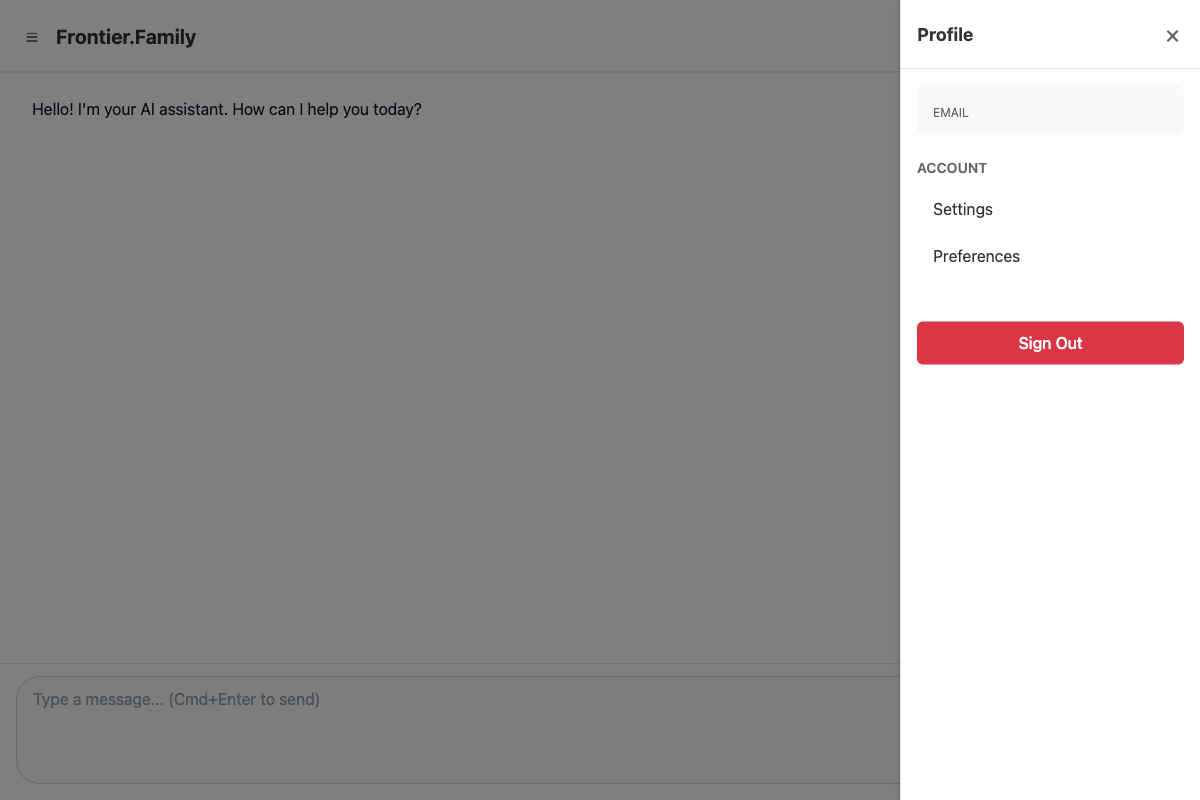 Frontier.Family
Hello! I'm your AI assistant. How can I help you today?
Type a message... (Cmd+Enter to send)
Profile
EMAIL
ACCOUNT
Settings
Preferences
Sign Out